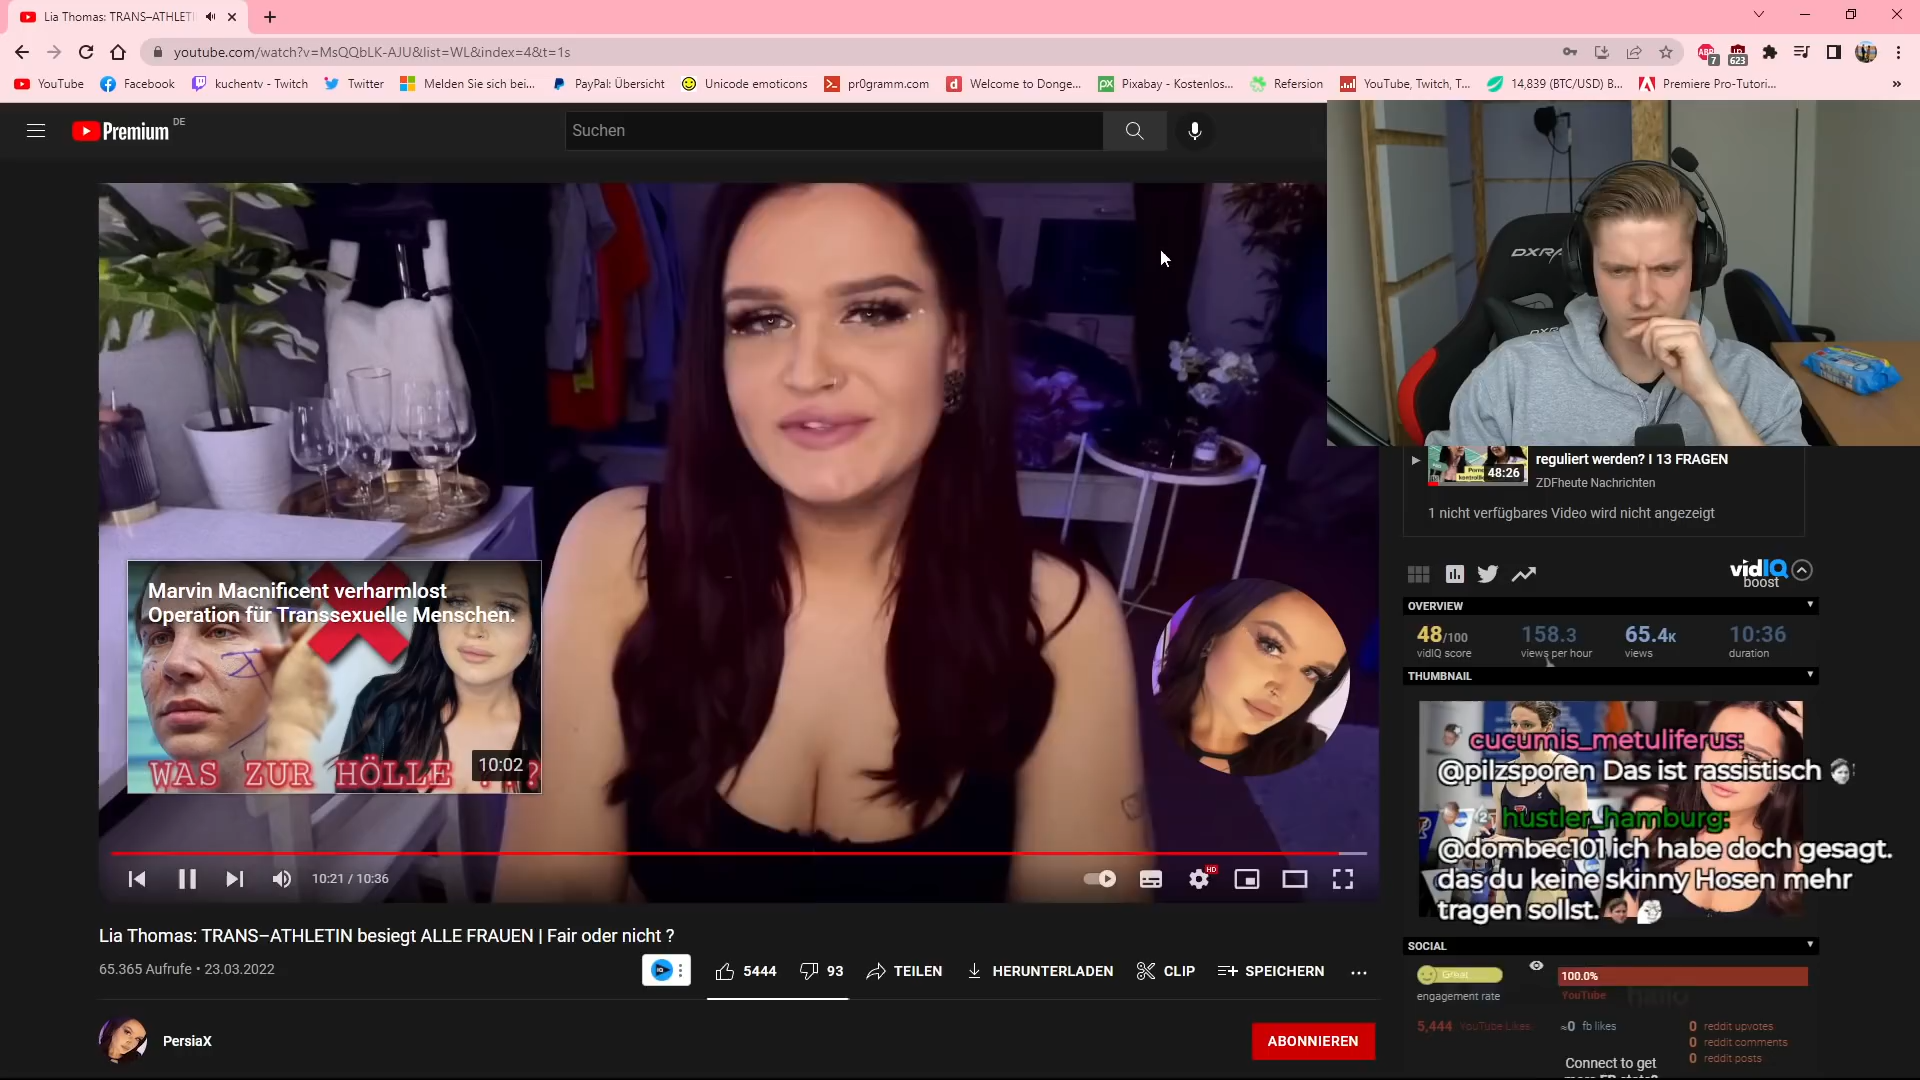 Lia Thomas: TRANS–ATHLETI
youtube.com/watch?v=MsQQbLK-AJU&list=WL&index=4&t=1s
ABP
7
623
YouTube
Facebook
kuchentv - Twitch
Twitter
Melden Sie sich bei...
PayPal: Übersicht
Unicode emoticons
pr0gramm.com
Welcome to Donge...
Pixabay - Kostenlos...
Refersion
YouTube, Twitch, T...
14,839 (BTC/USD) B...
Premiere Pro-Tutori...
»
Premium
DE
Suchen
DXRA
reguliert werden? I 13 FRAGEN
48:26
ZDFheute Nachrichten
1 nicht verfügbares Video wird nicht angezeigt
Marvin Macnificent verharmlost
Operation für Transsexuelle Menschen.
WAS ZUR HÖLLE ??
10:02
10:21 / 10:36
HD
Lia Thomas: TRANS–ATHLETIN besiegt ALLE FRAUEN | Fair oder nicht ?
65.365 Aufrufe • 23.03.2022
5444
93
TEILEN
HERUNTERLADEN
CLIP
SPEICHERN
PersiaX
ABONNIEREN
vidIQ
boost
OVERVIEW
48/100
vidIQ score
158.3
views per hour
65.4K
views
10:36
duration
THUMBNAIL
cucumis_metuliferus:
@pilzsporen Das ist rassistisch
hustler_hamburg:
@dombec101 ich habe doch gesagt.
das du keine skinny Hosen mehr
tragen sollst.
SOCIAL
Great
engagement rate
100.0%
YouTube
hallo
5,444 YouTube Likes
≈0 fb likes
0 reddit upvotes
0 reddit comments
0 reddit posts
Connect to get